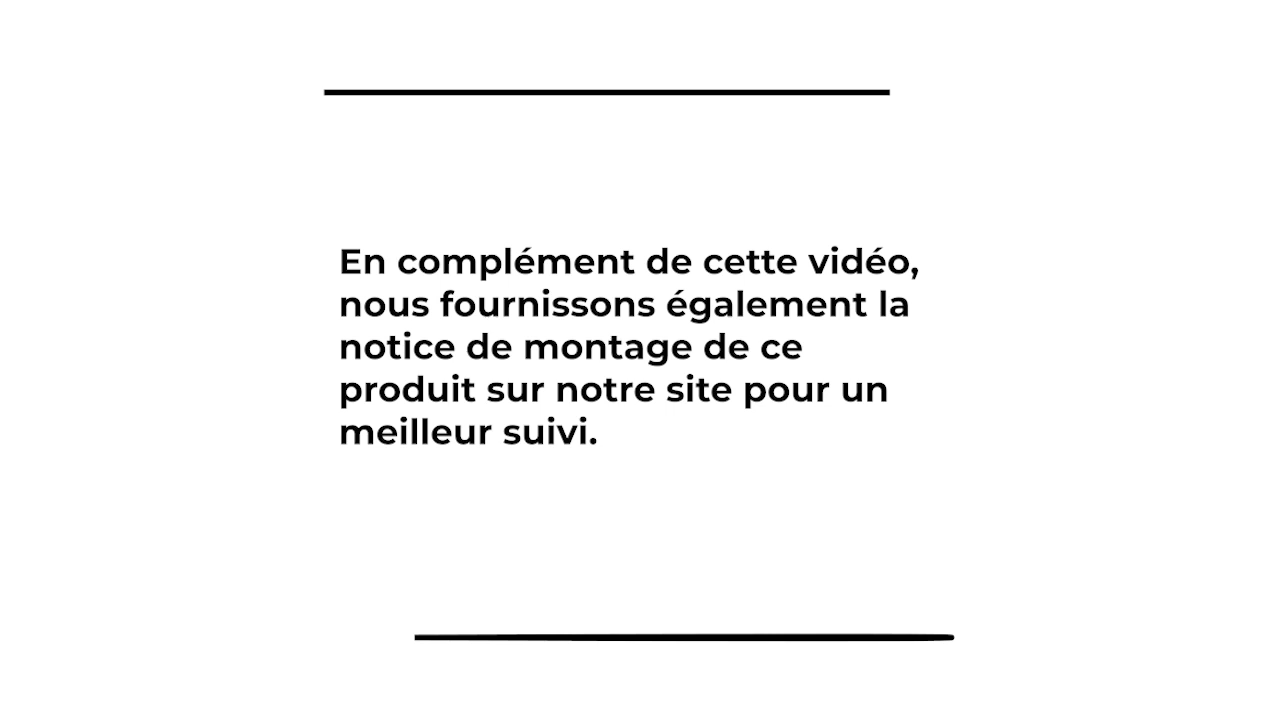 En complément de cette vidéo,
nous fournissons également la
notice de montage de ce
produit sur notre site pour un
meilleur suivi.